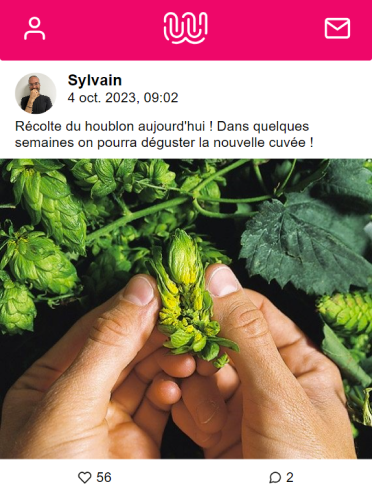 Sylvain
4 oct. 2023, 09:02
Récolte du houblon aujourd'hui ! Dans quelques
semaines on pourra déguster la nouvelle cuvée !
56
2